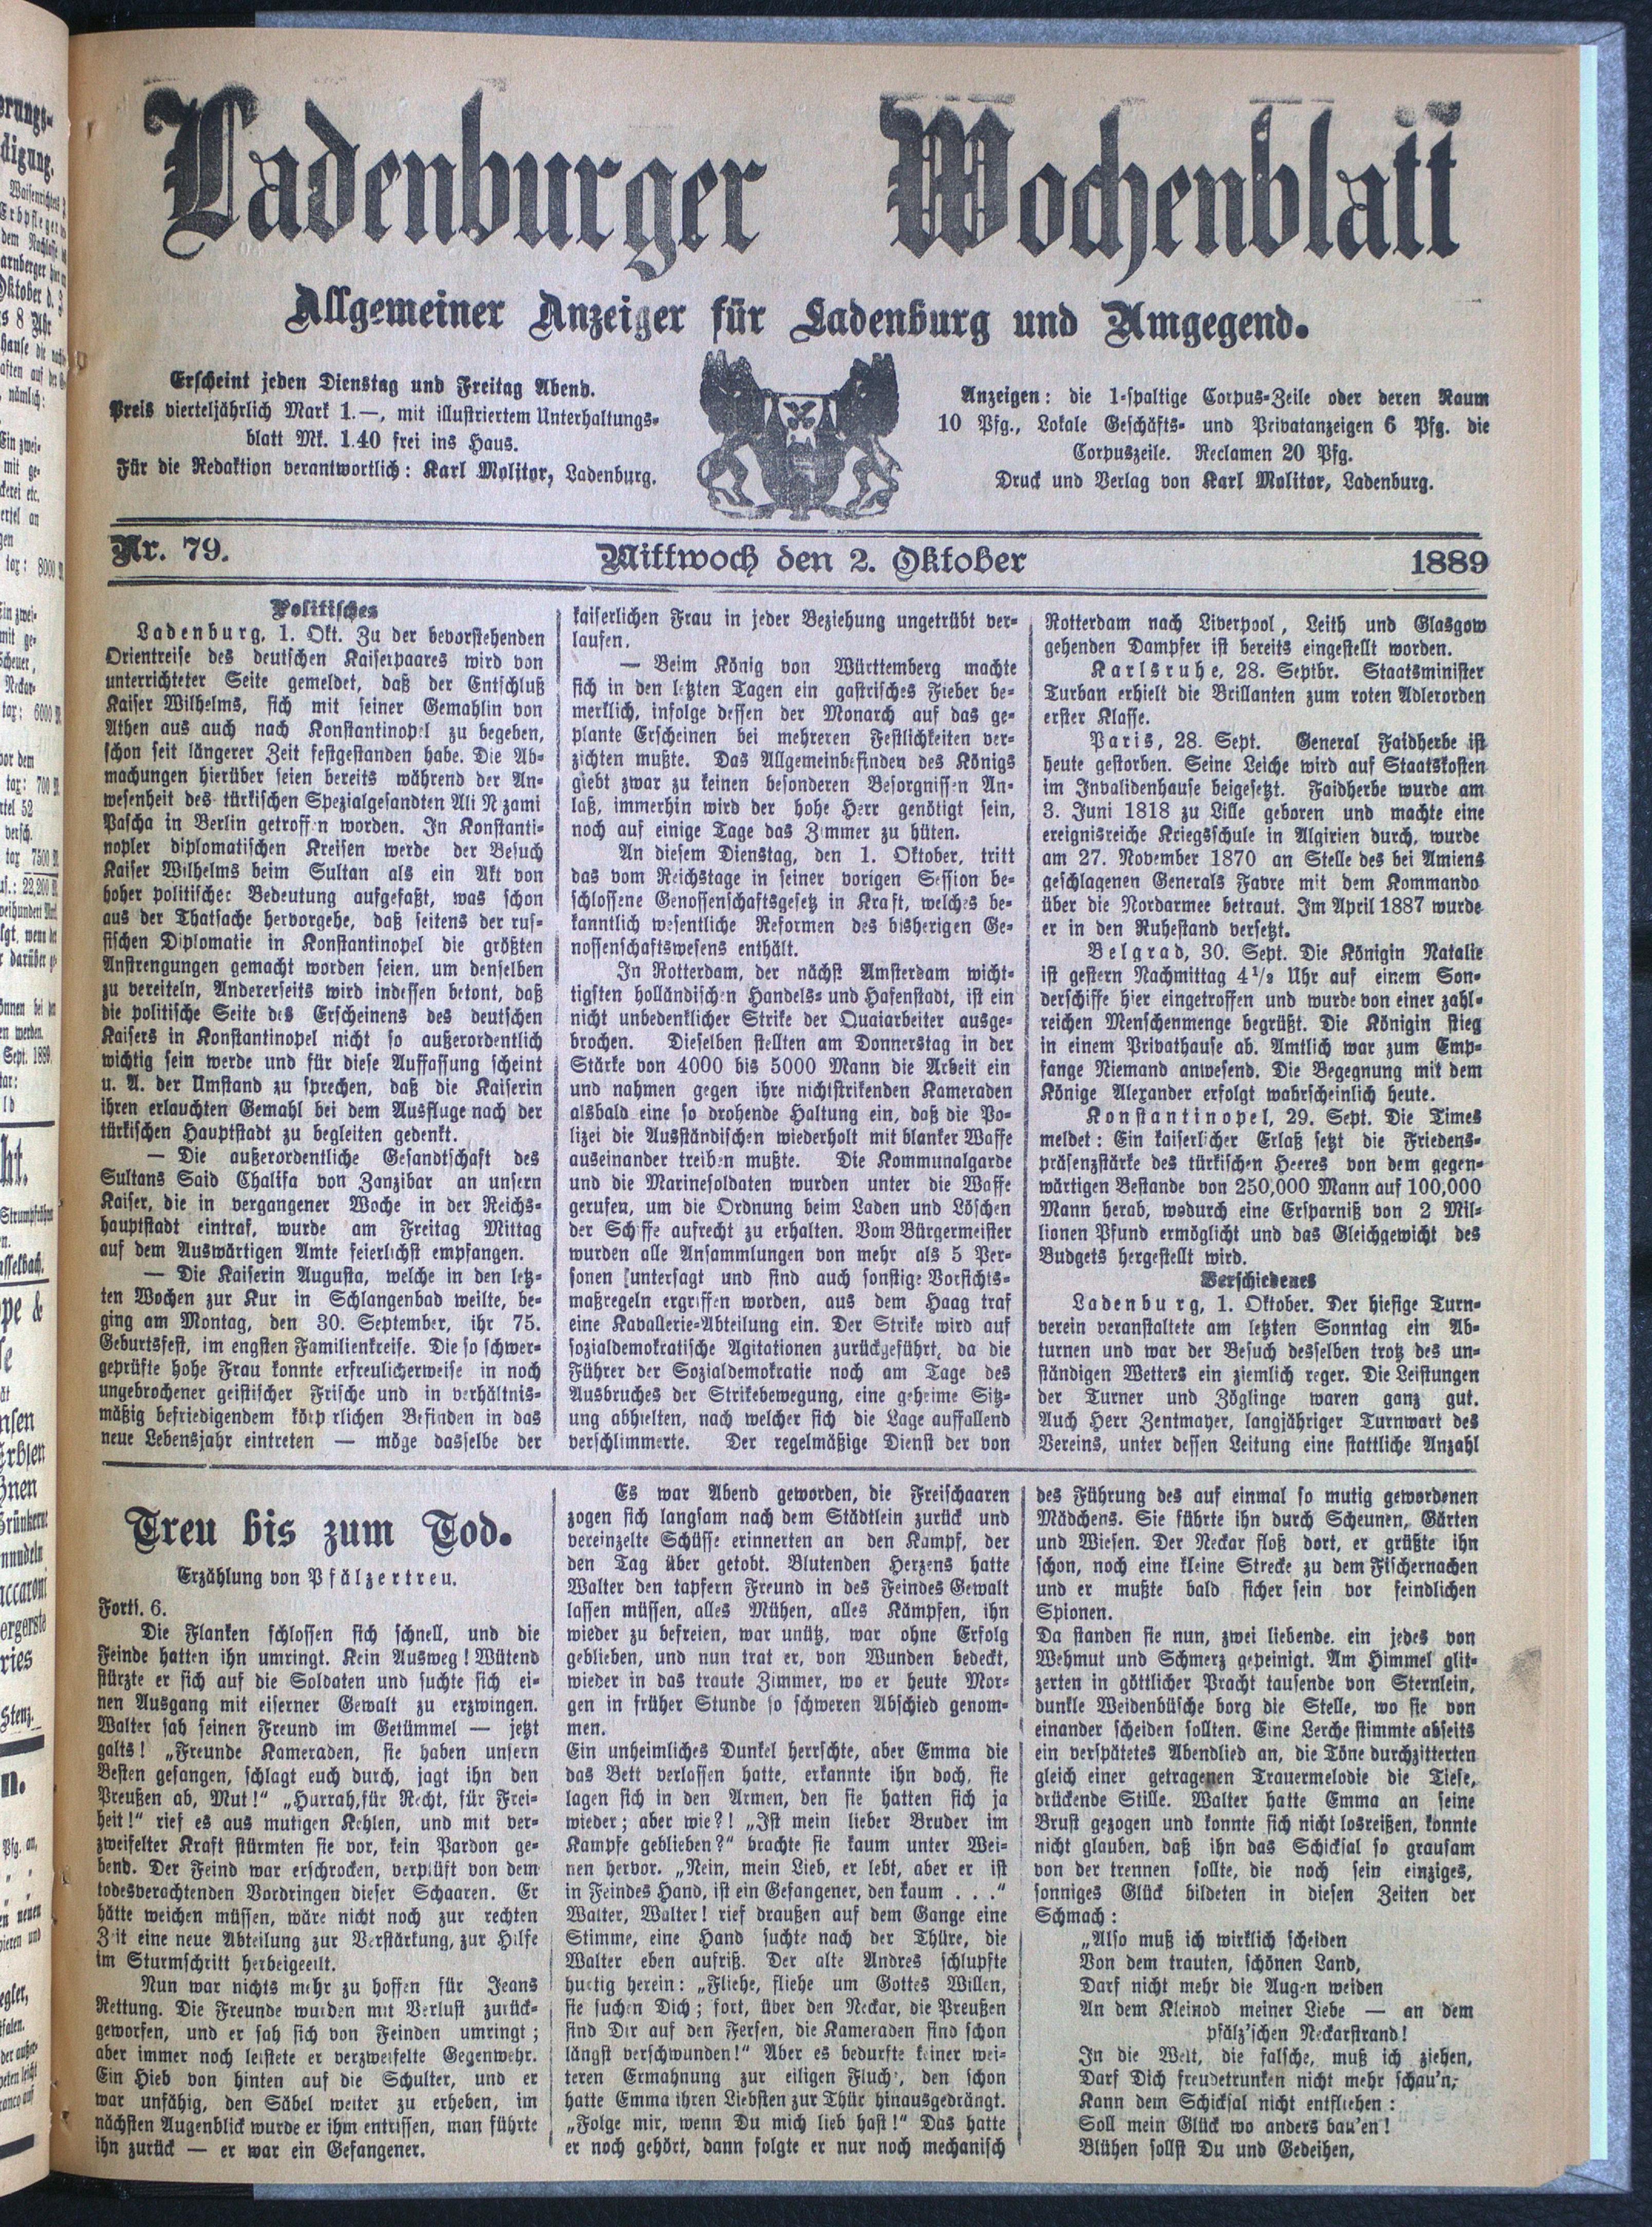 Ladenburger Wochenblatt
Allgemeiner Anzeiger für Ladenburg und Umgegend.
Erscheint jeden Dienstag und Freitag Abend.
Preis vierteljährlich Mark 1.—, mit illustriertem Unterhaltungs-
blatt Mk. 1.40 frei ins Haus.
Für die Redaktion verantwortlich: Karl Molitor, Ladenburg.
Anzeigen: die 1-spaltige Corpus-Zeile oder deren Raum
10 Pfg., Lokale Geschäfts- und Privatanzeigen 6 Pfg. die
Corpuszeile. Reclamen 20 Pfg.
Druck und Verlag von Karl Molitor, Ladenburg.
Nr. 79. Mittwoch den 2. Oktober 1889
Politisches
Ladenburg, 1. Okt. Zu der bevorstehenden
Orientreise des deutschen Kaiserpaares wird von
unterrichteter Seite gemeldet, daß der Entschluß
Kaiser Wilhelms, sich mit seiner Gemahlin von
Athen aus auch nach Konstantinopel zu begeben,
schon seit längerer Zeit festgestanden habe. Die Ab-
machungen hierüber seien bereits während der An-
wesenheit des türkischen Spezialgesandten Ali Nizami
Pascha in Berlin getroffen worden. In Konstanti-
nopler diplomatischen Kreisen werde der Besuch
Kaiser Wilhelms beim Sultan als ein Akt von
hoher politischer Bedeutung aufgefaßt, was schon
aus der Thatsache hervorgehe, daß seitens der rus-
sischen Diplomatie in Konstantinopel die größten
Anstrengungen gemacht worden seien, um denselben
zu vereiteln, Andererseits wird indessen betont, daß
die politische Seite des Erscheinens des deutschen
Kaisers in Konstantinopel nicht so außerordentlich
wichtig sein werde und für diese Auffassung scheint
u. A. der Umstand zu sprechen, daß die Kaiserin
ihren erlauchten Gemahl bei dem Ausfluge nach der
türkischen Hauptstadt zu begleiten gedenkt.
— Die außerordentliche Gesandtschaft des
Sultans Said Chalifa von Zanzibar an unsern
Kaiser, die in vergangener Woche in der Reichs-
hauptstadt eintraf, wurde am Freitag Mittag
auf dem Auswärtigen Amte feierlichst empfangen.
— Die Kaiserin Augusta, welche in den letz-
ten Wochen zur Kur in Schlangenbad weilte, be-
ging am Montag, den 30. September, ihr 75.
Geburtsfest, im engsten Familienkreise. Die so schwer-
geprüfte hohe Frau konnte erfreulicherweise in noch
ungebrochener geistischer Frische und in verhältnis-
mäßig befriedigendem körp rlichen Befinden in das
neue Lebensjahr eintreten — möge dasselbe der
kaiserlichen Frau in jeder Beziehung ungetrübt ver-
laufen.
— Beim König von Württemberg machte
sich in den letzten Tagen ein gastrisches Fieber be-
merklich, infolge dessen der Monarch auf das ge-
plante Erscheinen bei mehreren Festlichkeiten ver-
zichten mußte. Das Allgemeinbefinden des Königs
giebt zwar zu keinen besonderen Besorgnissen An-
laß, immerhin wird der hohe Herr genötigt sein,
noch auf einige Tage das Zimmer zu hüten.
An diesem Dienstag, den 1. Oktober, tritt
das vom Reichstage in seiner vorigen Session be-
schlossene Genossenschaftsgesetz in Kraft, welches be-
kanntlich wesentliche Reformen des bisherigen Ge-
nossenschaftswesens enthält.
In Rotterdam, der nächst Amsterdam wicht-
igsten holländischen Handels- und Hafenstadt, ist ein
nicht unbedenklicher Strike der Quaiarbeiter ausge-
brochen. Dieselben stellten am Donnerstag in der
Stärke von 4000 bis 5000 Mann die Arbeit ein
und nahmen gegen ihre nichtstrikenden Kameraden
alsbald eine so drohende Haltung ein, daß die Po-
lizei die Ausständischen wiederholt mit blanker Waffe
auseinander treiben mußte. Die Kommunalgarde
und die Marinesoldaten wurden unter die Waffe
gerufen, um die Ordnung beim Laden und Löschen
der Schiffe aufrecht zu erhalten. Vom Bürgermeister
wurden alle Ansammlungen von mehr als 5 Per-
sonen untersagt und sind auch sonstige Vorsichts-
maßregeln ergriffen worden, aus dem Haag traf
eine Kavallerie-Abteilung ein. Der Strike wird auf
sozialdemokratische Agitationen zurückgeführt, da die
Führer der Sozialdemokratie noch am Tage des
Ausbruches der Strikebewegung, eine geheime Sitz-
ung abhielten, nach welcher sich die Lage auffallend
verschlimmerte. Der regelmäßige Dienst der von
Rotterdam nach Liverpool, Leith und Glasgow
gehenden Dampfer ist bereits eingestellt worden.
Karlsruhe, 28. Septbr. Staatsminister
Turban erhielt die Brillanten zum roten Adlerorden
erster Klasse.
Paris, 28. Sept. General Faidherbe ist
heute gestorben. Seine Leiche wird auf Staatskosten
im Invalidenhause beigesetzt. Faidherbe wurde am
3. Juni 1818 zu Lille geboren und machte eine
ereignisreiche Kriegsschule in Algirien durch, wurde
am 27. November 1870 an Stelle des bei Amiens
geschlagenen Generals Favre mit dem Kommando
über die Nordarmee betraut. Im April 1887 wurde
er in den Ruhestand versetzt.
Belgrad, 30. Sept. Die Königin Natalie
ist gestern Nachmittag 4½ Uhr auf einem Son-
derschiffe hier eingetroffen und wurde von einer zahl-
reichen Menschenmenge begrüßt. Die Königin stieg
in einem Privathause ab. Amtlich war zum Emp-
fange Niemand anwesend. Die Begegnung mit dem
Könige Alexander erfolgt wahrscheinlich heute.
Konstantinopel, 29. Sept. Die Times
meldet: Ein kaiserlicher Erlaß setzt die Friedens-
präsenzstärke des türkischen Heeres von dem gegen-
wärtigen Bestande von 250,000 Mann auf 100,000
Mann herab, wodurch eine Ersparniß von 2 Mil-
lionen Pfund ermöglicht und das Gleichgewicht des
Budgets hergestellt wird.
Verschiedenes
Ladenburg, 1. Oktober. Der hiesige Turn-
verein veranstaltete am letzten Sonntag ein Ab-
turnen und war der Besuch desselben trotz des un-
ständigen Wetters ein ziemlich reger. Die Leistungen
der Turner und Zöglinge waren ganz gut.
Auch Herr Zentmayer, langjähriger Turnwart des
Vereins, unter dessen Leitung eine stattliche Anzahl
Treu bis zum Tod.
Erzählung von Pfälzertreu.
Forts. 6.
Die Flanken schlossen sich schnell, und die
Feinde hatten ihn umringt. Kein Ausweg! Wütend
stürzte er sich auf die Soldaten und suchte sich ei-
nen Ausgang mit eiserner Gewalt zu erzwingen.
Walter sah seinen Freund im Getümmel — jetzt
galts! „Freunde Kameraden, sie haben unsern
Besten gefangen, schlagt euch durch, jagt ihn den
Preußen ab, Mut!“ „Hurrah, für Recht, für Frei-
heit!“ rief es aus mutigen Kehlen, und mit ver-
zweifelter Kraft stürmten sie vor, kein Pardon ge-
bend. Der Feind war erschrocken, verplüft von dem
todesverachtenden Vordringen dieser Schaaren. Er
hätte weichen müssen, wäre nicht noch zur rechten
Zeit eine neue Abteilung zur Verstärkung, zur Hilfe
im Sturmschritt herbeigeeilt.
Nun war nichts mehr zu hoffen für Jeans
Rettung. Die Freunde wurden mit Verlust zurück-
geworfen, und er sah sich von Feinden umringt;
aber immer noch leistete er verzweifelte Gegenwehr.
Ein Hieb von hinten auf die Schulter, und er
war unfähig, den Säbel weiter zu erheben, im
nächsten Augenblick wurde er ihm entrissen, man führte
ihn zurück — er war ein Gefangener.
Es war Abend geworden, die Freischaaren
zogen sich langsam nach dem Städtlein zurück und
vereinzelte Schüsse erinnerten an den Kampf, der
den Tag über getobt. Blutenden Herzens hatte
Walter den tapfern Freund in des Feindes Gewalt
lassen müssen, alles Mühen, alles Kämpfen, ihn
wieder zu befreien, war unütz, war ohne Erfolg
geblieben, und nun trat er, von Wunden bedeckt,
wieder in das traute Zimmer, wo er heute Mor-
gen in früher Stunde so schweren Abschied genom-
men.
Ein unheimliches Dunkel herrschte, aber Emma die
das Bett verlassen hatte, erkannte ihn doch, sie
lagen sich in den Armen, den sie hatten sich ja
wieder; aber wie?! „Ist mein lieber Bruder im
Kampfe geblieben?“ brachte sie kaum unter Wei-
nen hervor. „Nein, mein Lieb, er lebt, aber er ist
in Feindes Hand, ist ein Gefangener, den kaum . . .“
Walter, Walter! rief draußen auf dem Gange eine
Stimme, eine Hand suchte nach der Thüre, die
Walter eben aufriß. Der alte Andres schlupfte
hurtig herein: „Fliehe, fliehe um Gottes Willen,
sie suchen Dich; fort, über den Neckar, die Preußen
sind Dir auf den Fersen, die Kameraden sind schon
längst verschwunden!“ Aber es bedurfte keiner wei-
teren Ermahnung zur eiligen Flucht, den schon
hatte Emma ihren Liebsten zur Thür hinausgedrängt.
„Folge mir, wenn Du mich lieb hast!“ Das hatte
er noch gehört, dann folgte er nur noch mechanisch
des Führung des auf einmal so mutig gewordenen
Mädchens. Sie führte ihn durch Scheunen, Gärten
und Wiesen. Der Neckar floß dort, er grüßte ihn
schon, noch eine kleine Strecke zu dem Fischernachen
und er mußte bald sicher sein vor feindlichen
Spionen.
Da standen sie nun, zwei liebende. ein jedes von
Wehmut und Schmerz gepeinigt. Am Himmel glit-
zerten in göttlicher Pracht tausende von Sternlein,
dunkle Weidenbüsche borg die Stelle, wo sie von
einander scheiden sollten. Eine Lerche stimmte abseits
ein verspätetes Abendlied an, die Töne durchzitterten
gleich einer getragenen Trauermelodie die Tiefe,
drückende Stille. Walter hatte Emma an seine
Brust gezogen und konnte sich nicht losreißen, konnte
nicht glauben, daß ihn das Schicksal so grausam
von der trennen sollte, die noch sein einziges,
sonniges Glück bildeten in diesen Zeiten der
Schmach:
„Also muß ich wirklich scheiden
Von dem trauten, schönen Land,
Darf nicht mehr die Augen weiden
An dem Kleinod meiner Liebe — an dem
pfälz'schen Neckarstrand!
In die Welt, die falsche, muß ich ziehen,
Darf Dich freudetrunken nicht mehr schau'n,
Kann dem Schicksal nicht entfliehen:
Soll mein Glück wo anders bau'en!
Blühen sollst Du und Gedeihen,